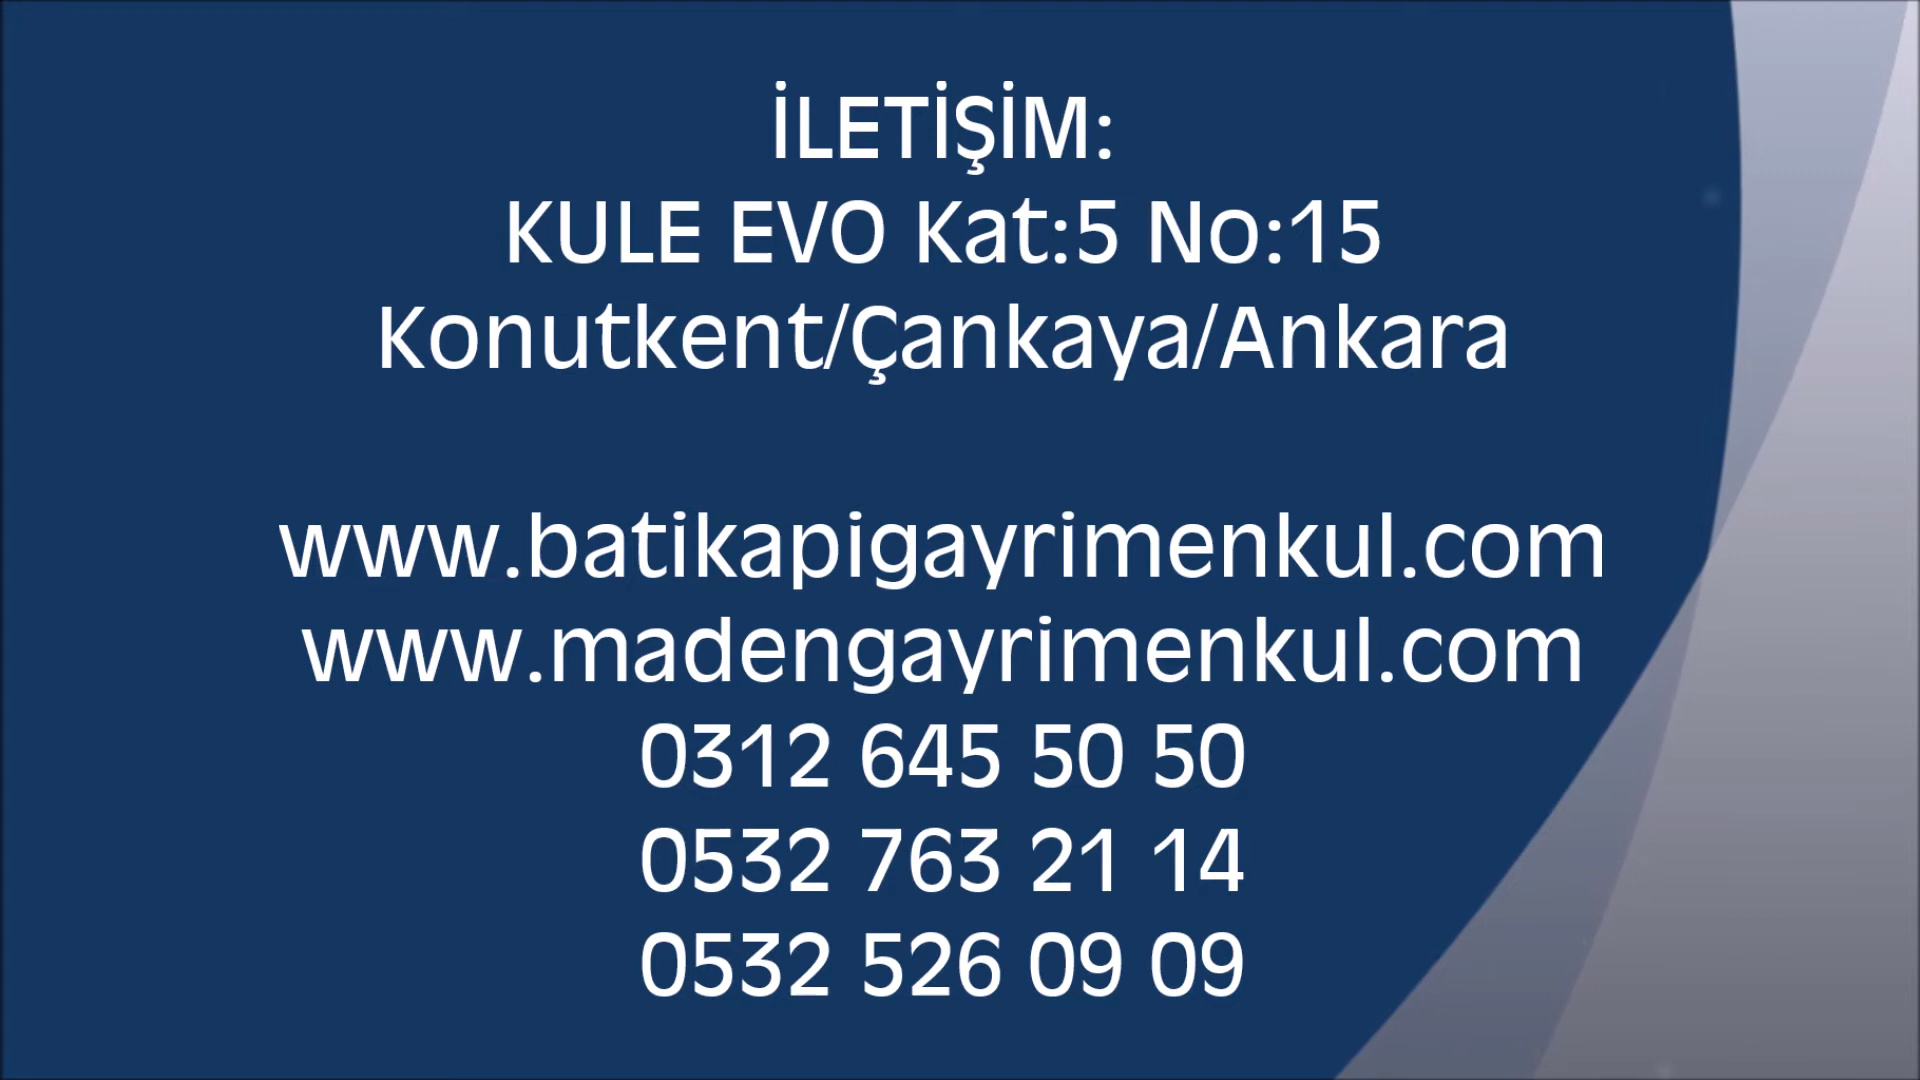 İLETİŞİM:
KULE EVO Kat:5 No:15
Konutkent/Çankaya/Ankara
www.batikapigayrimenkul.com
www.madengayrimenkul.com
0312 645 50 50
0532 763 21 14
0532 526 09 09